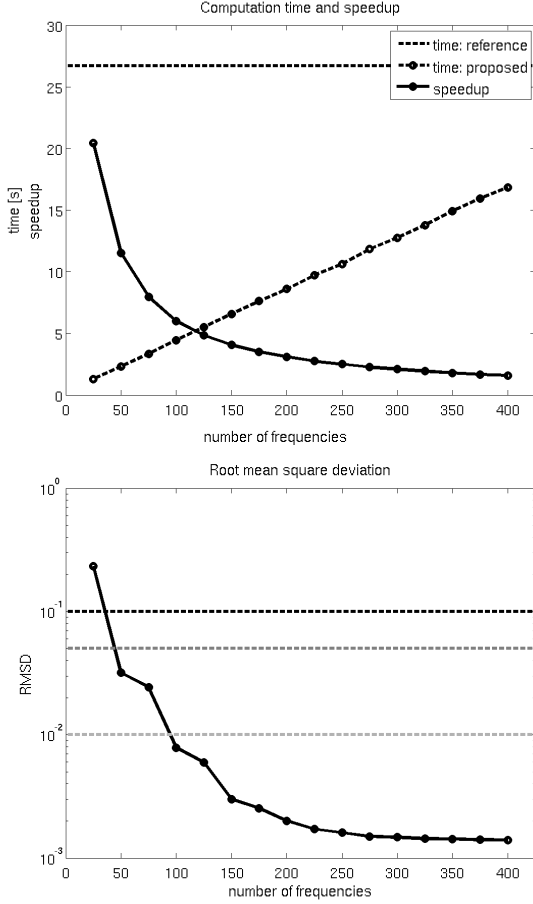 Computation time and speedup
30
25
20
15
10
5
0
time [s]
speedup
time: reference
time: proposed
speedup
0 50 100 150 200 250 300 350 400
number of frequencies
Root mean square deviation
10^0
10^-1
10^-2
10^-3
RMSD
0 50 100 150 200 250 300 350 400
number of frequencies